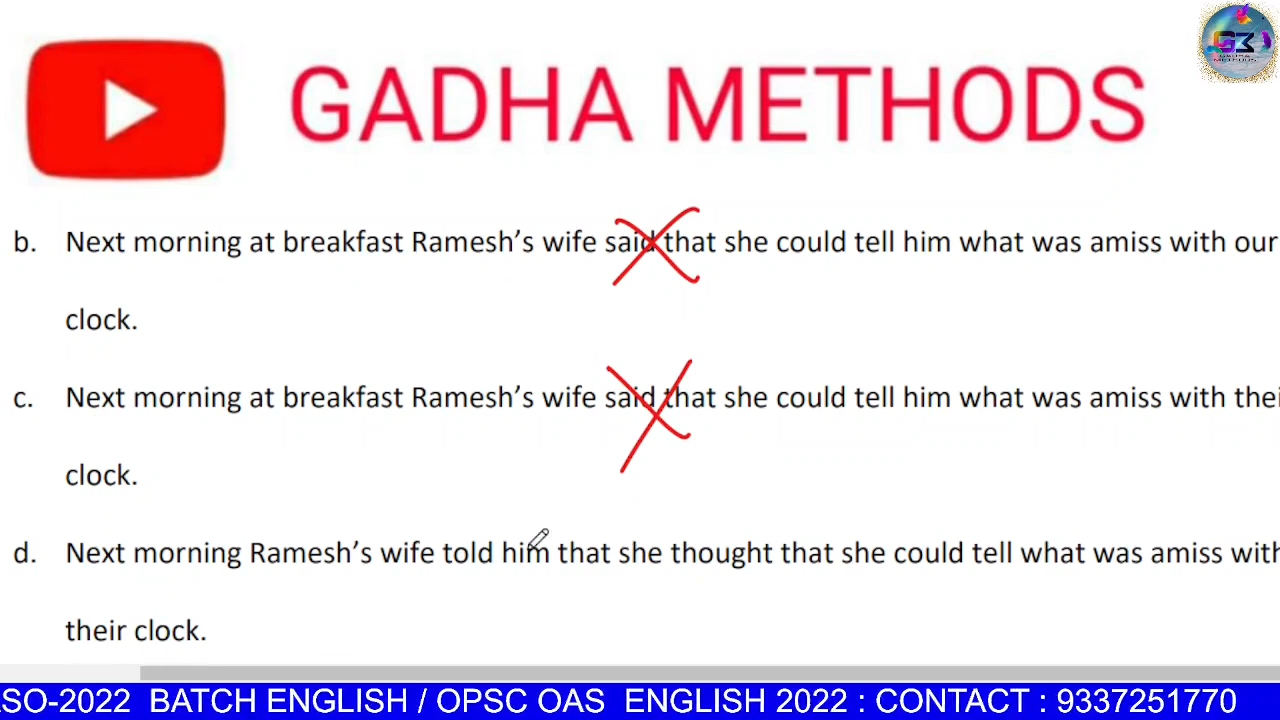 G3
GADHA
METHODS
GADHA METHODS
b. Next morning at breakfast Ramesh’s wife said that she could tell him what was amiss with our
clock.
c. Next morning at breakfast Ramesh’s wife said that she could tell him what was amiss with thei
clock.
d. Next morning Ramesh’s wife told him that she thought that she could tell what was amiss with
their clock.
SO-2022 BATCH ENGLISH / OPSC OAS ENGLISH 2022 : CONTACT : 9337251770